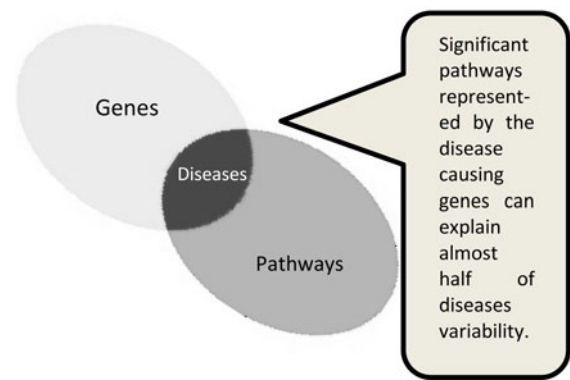 Genes
Diseases
Pathways
Significant
pathways
represent-
ed by the
disease
causing
genes can
explain
almost
half of
diseases
variability.